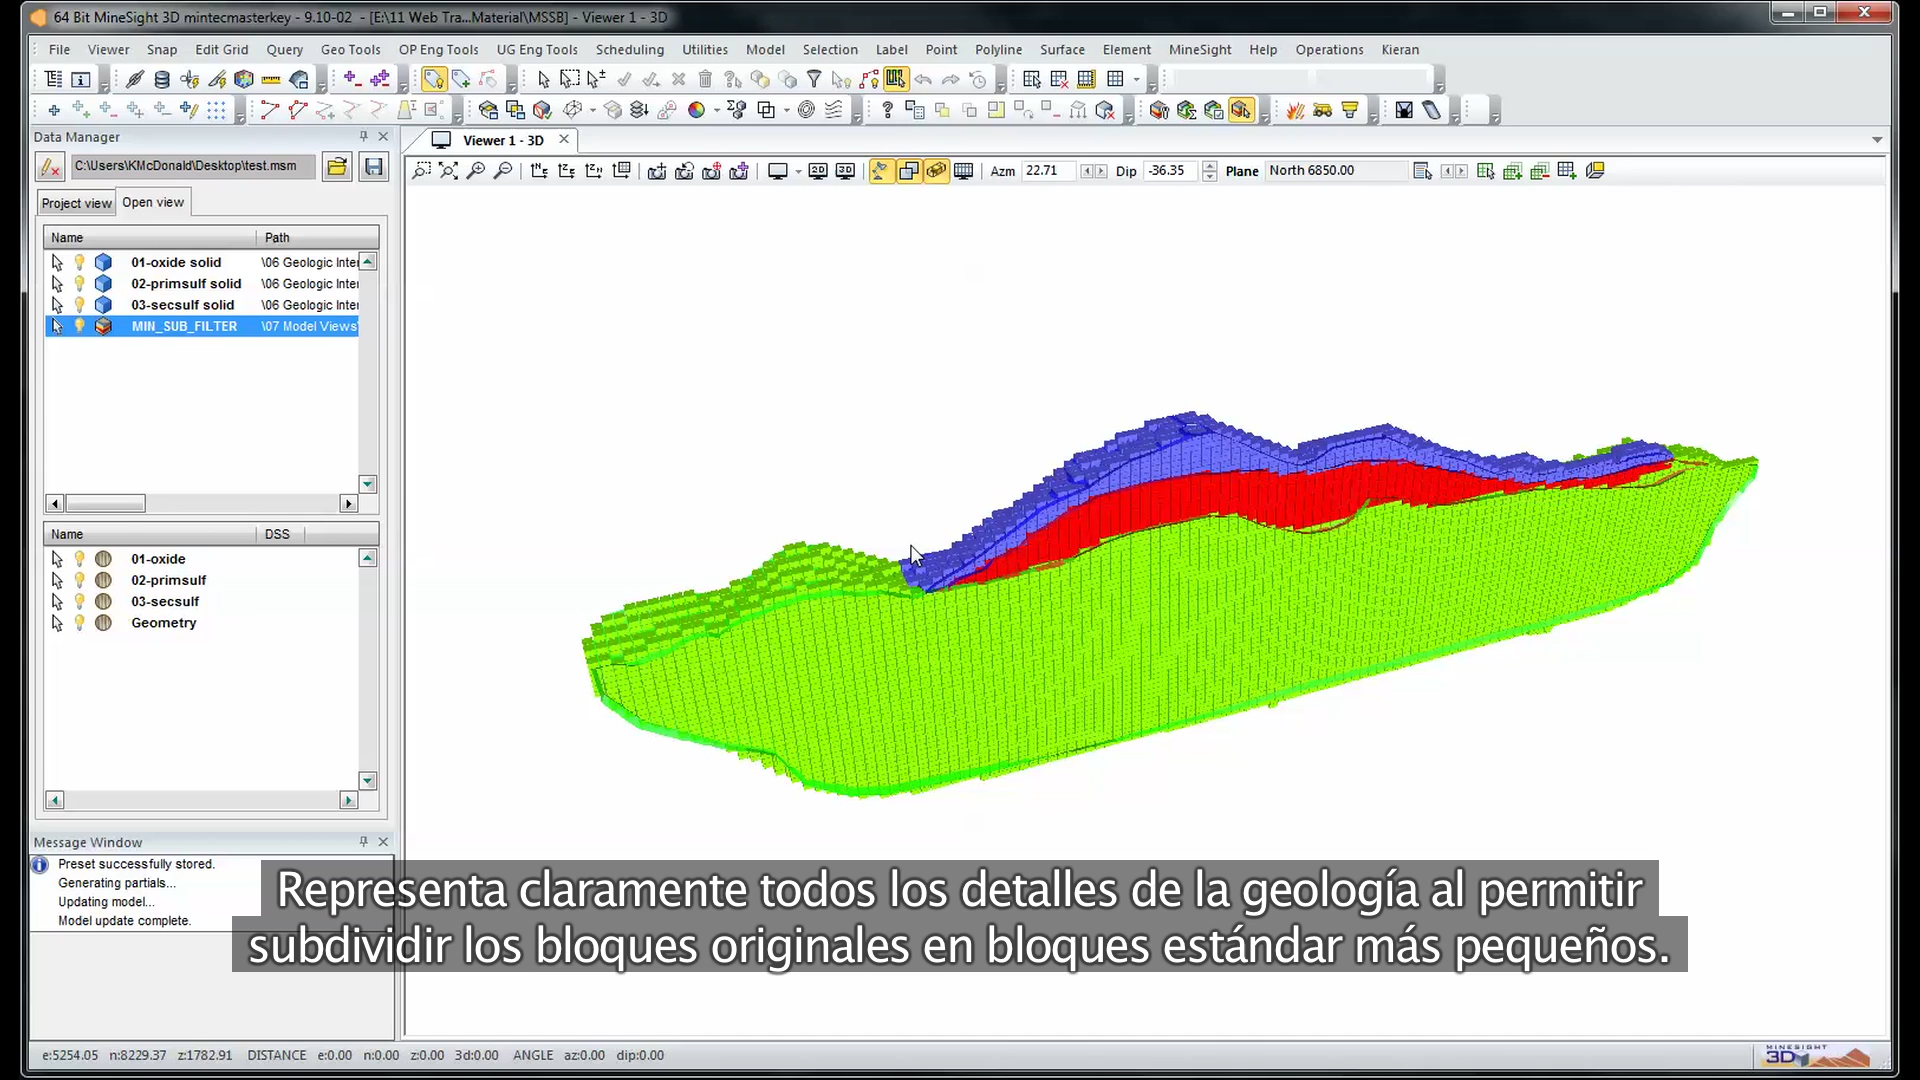 64 Bit MineSight 3D mintecmasterkey - 9.10-02 - [E:\11 Web Tra...Material\MSSB] - Viewer 1 - 3D
File Viewer Snap Edit Grid Query Geo Tools OP Eng Tools UG Eng Tools Scheduling Utilities Model Selection Label Point Polyline Surface Element MineSight Help Operations Kieran
Data Manager
Viewer 1 - 3D
C:\Users\KMcDonald\Desktop\test.msm
2D 3D Azm 22.71 Dip -36.35 Plane North 6850.00
Project view Open view
Name Path
01-oxide solid \06 Geologic Inter
02-primsulf solid \06 Geologic Inter
03-secsulf solid \06 Geologic Inter
MIN_SUB_FILTER \07 Model Views
Name DSS
01-oxide
02-primsulf
03-secsulf
Geometry
Message Window
Preset successfully stored.
Generating partials...
Updating model...
Model update complete.
Representa claramente todos los detalles de la geología al permitir
subdividir los bloques originales en bloques estándar más pequeños.
e:5254.05 n:8229.37 z:1782.91 DISTANCE e:0.00 n:0.00 z:0.00 3d:0.00 ANGLE az:0.00 dip:0.00
MINESIGHT
3D